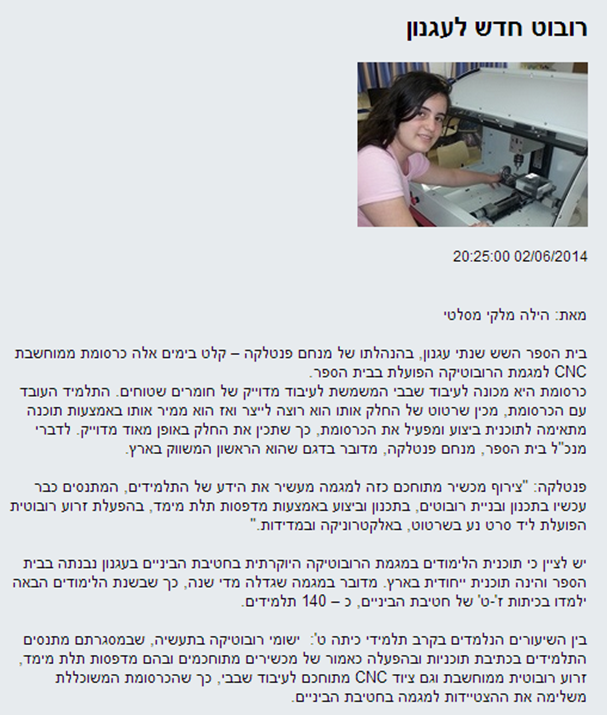 רובוט חדש לעגנון
20:25:00 02/06/2014
מאת: הילה מלקי מסלטי
בית הספר השש שנתי עגנון, בהנהלתו של מנחם פנטלקה – קלט בימים אלה כרסומת ממוחשבת
CNC למגמת הרובוטיקה הפועלת בבית הספר.
כרסומת היא מכונה לעיבוד שבבי המשמשת לעיבוד מדוייק של חומרים שטוחים. התלמיד העובד
עם הכרסומת, מכין שרטוט של החלק אותו הוא רוצה לייצר ואז הוא ממיר אותו באמצעות תוכנה
מתאימה לתוכנית ביצוע ומפעיל את הכרסומת, כך שתכין את החלק באופן מאוד מדוייק. לדברי
מנכ"ל בית הספר, מנחם פנטלקה, מדובר בדגם שהוא הראשון המשווק בארץ.
פנטלקה: "צירוף מכשיר מתוחכם כזה למגמה מעשיר את הידע של התלמידים, המתנסים כבר
עכשיו בתכנון ובניית רובוטים, בתכנון וביצוע באמצעות מדפסות תלת מימד, בהפעלת זרוע רובוטית
הפועלת ליד סרט נע בשרטוט, באלקטרוניקה ובמדידות."
יש לציין כי תוכנית הלימודים במגמת הרובוטיקה היוקרתית בחטיבת הביניים בעגנון נבנתה בבית
הספר והינה תוכנית ייחודית בארץ. מדובר במגמה שגדלה מדי שנה, כך שבשנת הלימודים הבאה
ילמדו בכיתות ז'-ט' של חטיבת הביניים, כ – 140 תלמידים.
בין השיעורים הנלמדים בקרב תלמידי כיתה ט': ישומי רובוטיקה בתעשיה, שבמסגרתם מתנסים
התלמידים בכתיבת תוכניות ובהפעלה כאמור של מכשירים מתוחכמים ובהם מדפסות תלת מימד,
זרוע רובוטית ממוחשבת וגם ציוד CNC מתוחכם לעיבוד שבבי, כך שהכרסומת המשוכללת
משלימה את ההצטיידות למגמה בחטיבת הביניים.